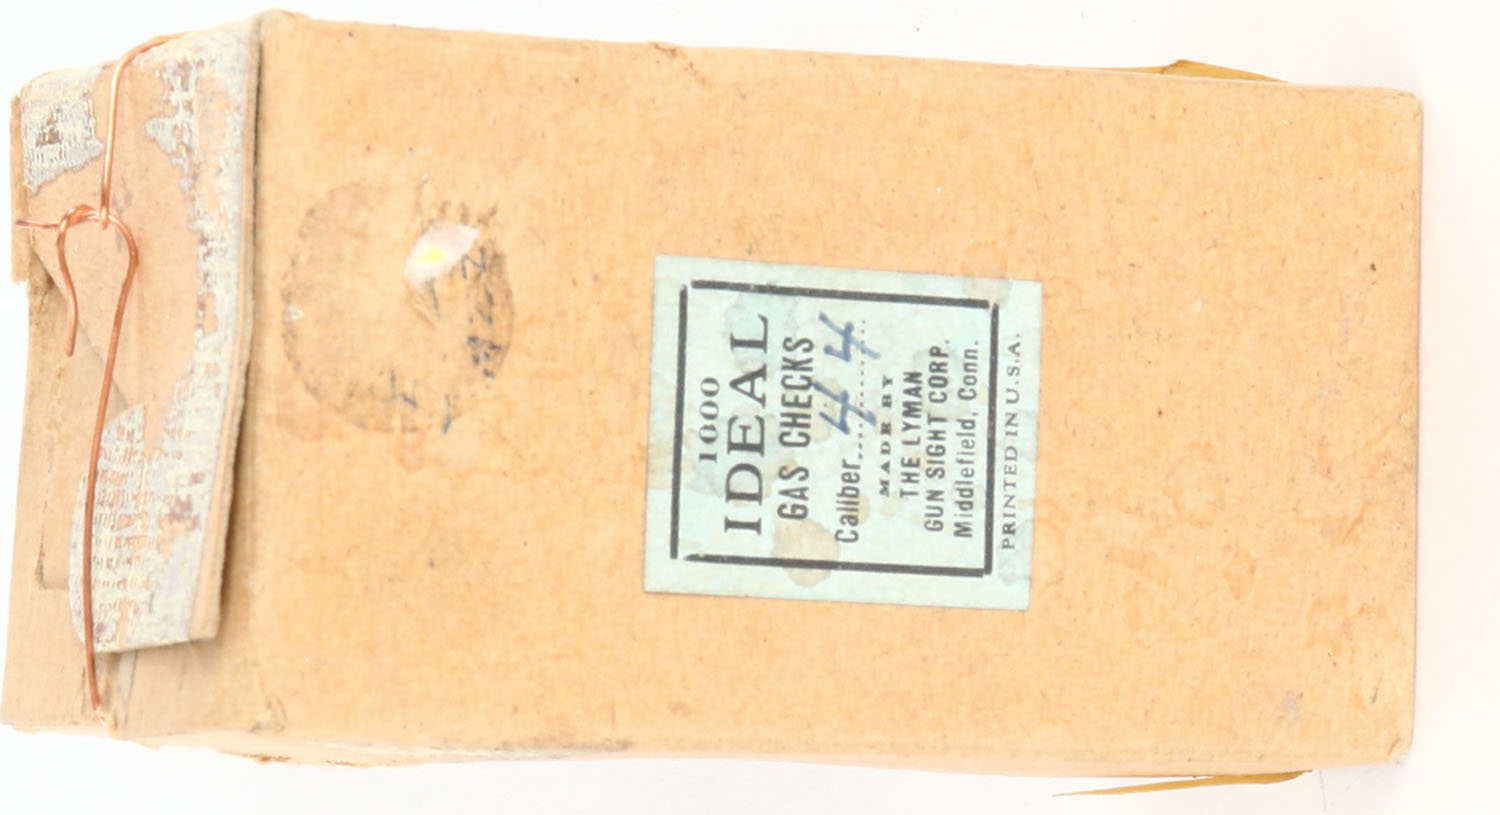 1000
IDEAL
GAS CHECKS
Caliber..44..
MADE BY
THE LYMAN
GUN SIGHT CORP.
Middlefield, Conn.
PRINTED IN U.S.A.